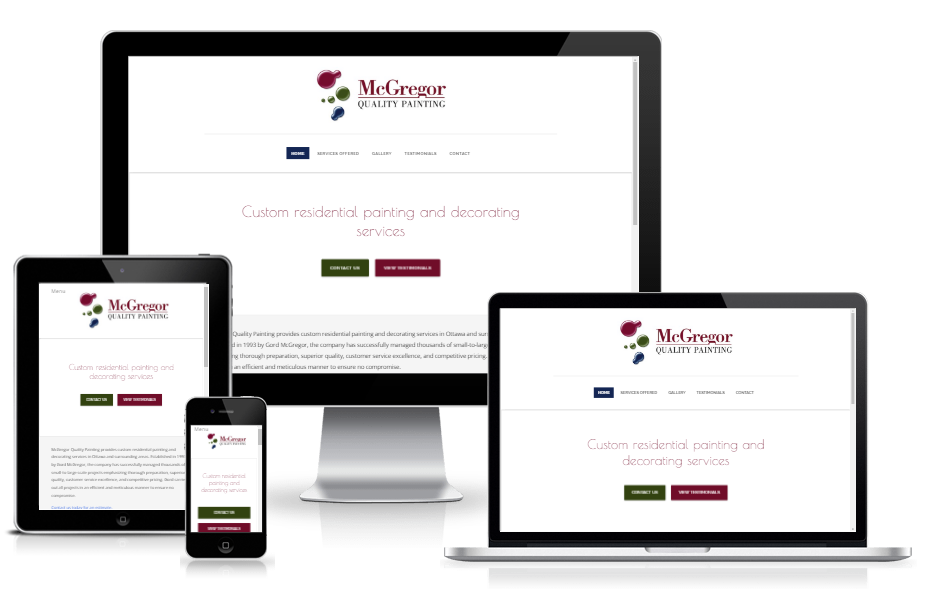 McGregor
QUALITY PAINTING
HOME SERVICES OFFERED GALLERY TESTIMONIALS CONTACT
Custom residential painting and decorating
services
CONTACT US VIEW TESTIMONIALS
Quality Painting provides custom residential painting and decorating services in Ottawa and sur
d in 1993 by Gord McGregor, the company has successfully managed thousands of small-to-larg
ng thorough preparation, superior quality, customer service excellence, and competitive pricing.
an efficient and meticulous manner to ensure no compromise.
Menu
McGregor
QUALITY PAINTING
Custom residential painting and
decorating services
CONTACT US VIEW TESTIMONIALS
McGregor Quality Painting provides custom residential painting and
decorating services in Ottawa and surrounding areas. Established in 1993
by Gord McGregor, the company has successfully managed thousands of
small-to-large-scale projects emphasizing thorough preparation, superior
quality, customer service excellence, and competitive pricing.
out all projects in an efficient and meticulous manner to ensure no
compromise.
Contact us today for an estimate
Menu
McGregor
QUALITY PAINTING
Custom residential
painting and
decorating services
CONTACT US
VIEW TESTIMONIALS
McGregor
QUALITY PAINTING
HOME SERVICES OFFERED GALLERY TESTIMONIALS CONTACT
Custom residential painting and
decorating services
CONTACT US VIEW TESTIMONIALS